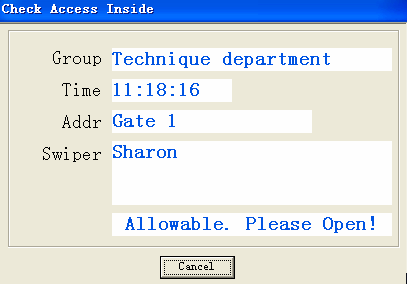 Check Access Inside
Group Technique department
Time 11:18:16
Addr Gate 1
Swiper Sharon
Allowable. Please Open!
Cancel